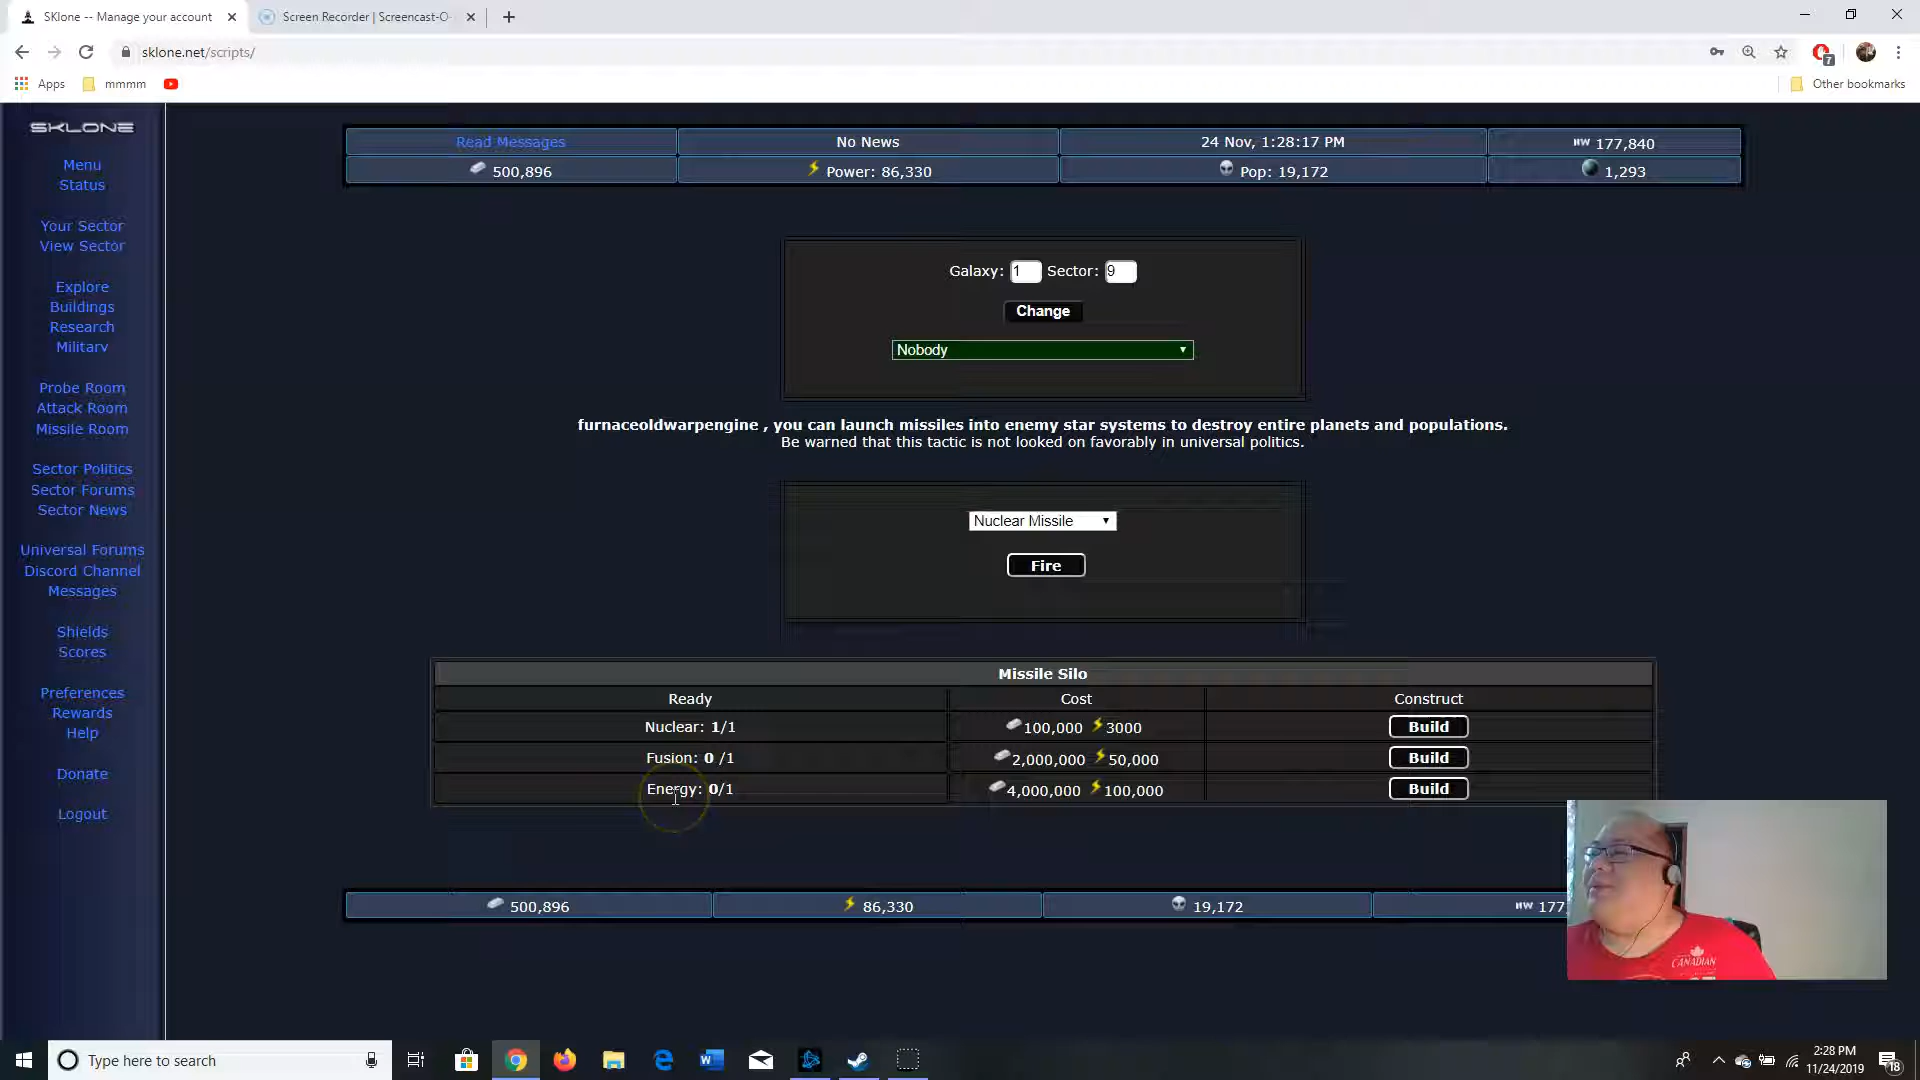 SKlone -- Manage your account
Screen Recorder | Screencast-O
sklone.net/scripts/
7
Apps
mmmm
Other bookmarks
SKLONE
Menu
Status
Your Sector
View Sector
Explore
Buildings
Research
Military
Probe Room
Attack Room
Missile Room
Sector Politics
Sector Forums
Sector News
Universal Forums
Discord Channel
Messages
Shields
Scores
Preferences
Rewards
Help
Donate
Logout
Read Messages
No News
24 Nov, 1:28:17 PM
NW 177,840
500,896
Power: 86,330
Pop: 19,172
1,293
Galaxy: 1 Sector: 9
Change
Nobody
furnaceoldwarpengine , you can launch missiles into enemy star systems to destroy entire planets and populations.
Be warned that this tactic is not looked on favorably in universal politics.
Nuclear Missile
Fire
Missile Silo
Ready Cost Construct
Nuclear: 1/1 100,000 3000 Build
Fusion: 0 /1 2,000,000 50,000 Build
Energy: 0/1 4,000,000 100,000 Build
500,896
86,330
19,172
NW 177
CANADIAN
Type here to search
2:28 PM
11/24/2019
18